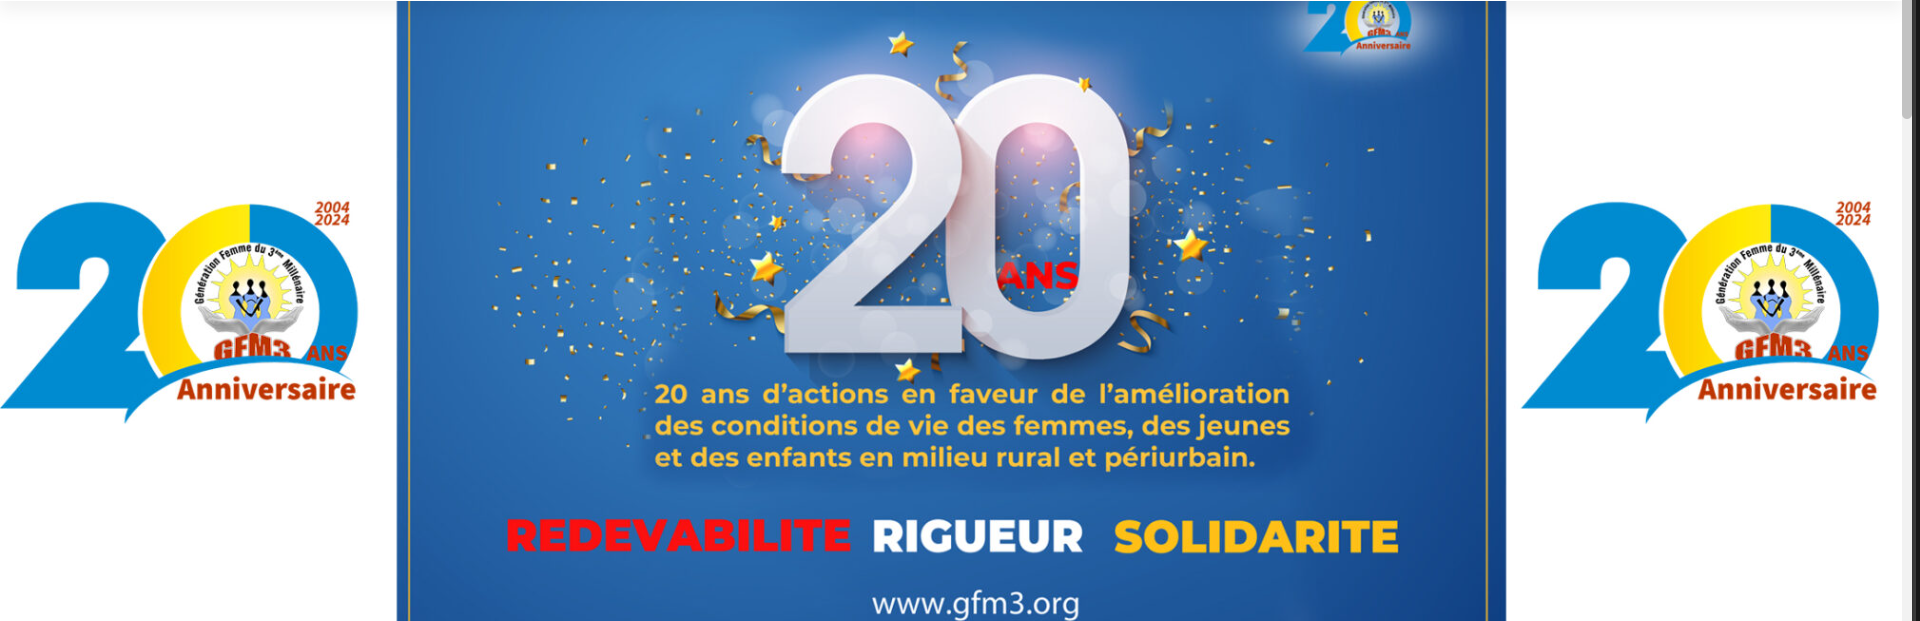 2004
2024
Génération Femme du 3ème Millénaire
GFM3 ANS
Anniversaire
20
GFM3
Anniversaire
20
ANS
20 ans d’actions en faveur de l’amélioration
des conditions de vie des femmes, des jeunes
et des enfants en milieu rural et périurbain.
REDEVABILITE RIGUEUR SOLIDARITE
www.gfm3.org
2004
2024
Génération Femme du 3ème Millénaire
GFM3 ANS
Anniversaire
20